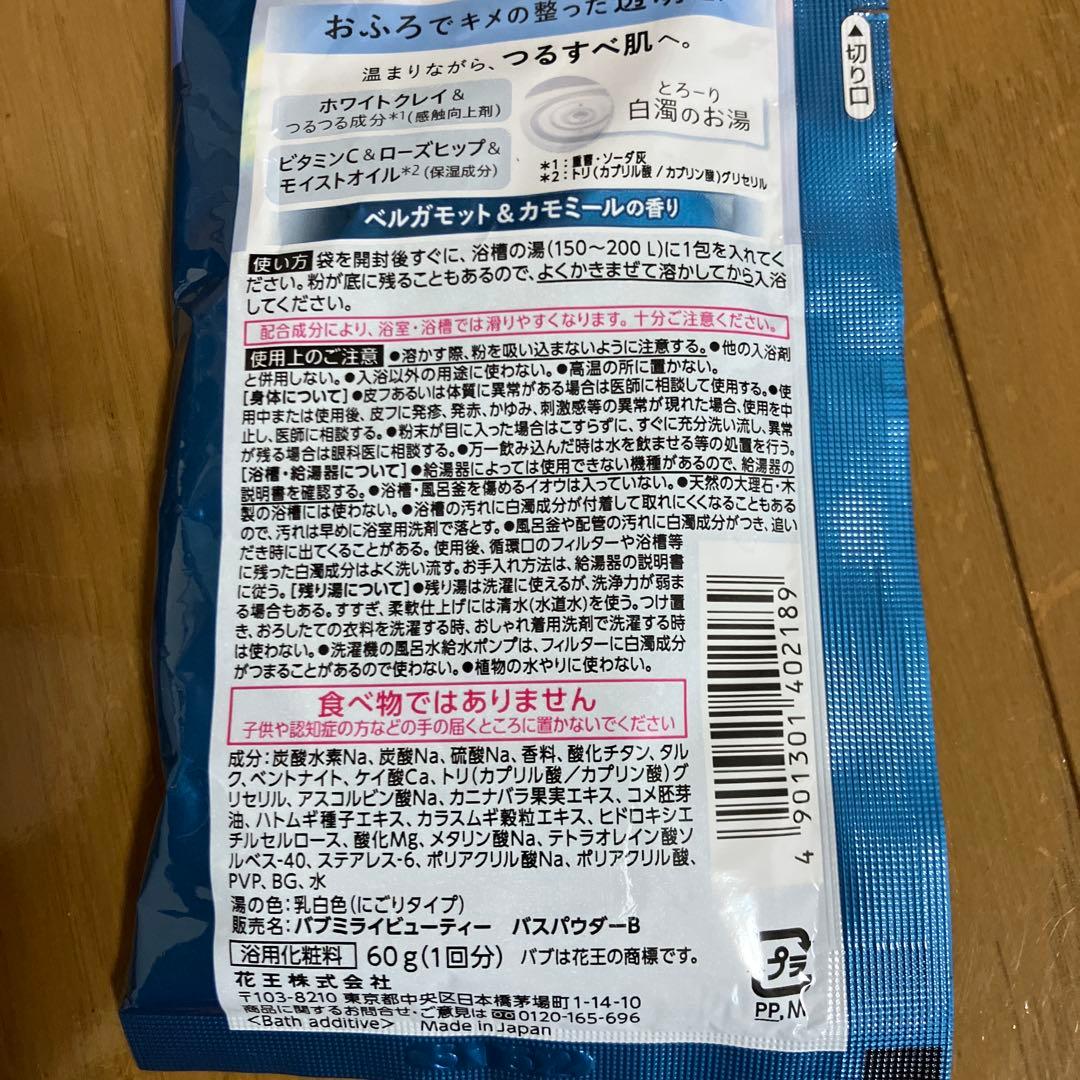 おふろでキメの整った
つるすべ肌へ。
温まりながら、
ホワイトクレイ&
つるつる成分*1(感触向上剤)
とろーり
白濁のお湯
ビタミンC&ローズヒップ&
モイストオイル*2(保湿成分)
*1:重曹・ソーダ灰
*2:トリ(カプリル酸/カプリン酸)グリセリル
ベルガモット&カモミールの香り
▲切り口
使い方 袋を開封後すぐに、浴槽の湯(150〜200L)に1包を入れてく
ださい。粉が底に残ることもあるので、よくかきまぜて溶かしてから入浴
してください。
配合成分により、浴室・浴槽では滑りやすくなります。十分ご注意ください。
使用上のご注意 ●溶かす際、粉を吸い込まないように注意する。●他の入浴剤
と併用しない。●入浴以外の用途に使わない。●高温の所に置かない。
[身体について]●皮フあるいは体質に異常がある場合は医師に相談して使用する。●使
用中または使用後、皮フに発疹、発赤、かゆみ、刺激感等の異常が現れた場合、使用を中
止し、医師に相談する。●粉末が目に入った場合はこすらずに、すぐに充分洗い流し、異常
が残る場合は眼科医に相談する。●万一飲み込んだ時は水を飲ませる等の処置を行う。
[浴槽・給湯器について]●給湯器によっては使用できない機種があるので、給湯器の
説明書を確認する。●浴槽・風呂釜を傷めるイオウは入っていない。●天然の大理石・木
製の浴槽には使わない。●浴槽の汚れに白濁成分が付着して取れにくくなることもある
ので、汚れは早めに浴室用洗剤で落とす。●風呂釜や配管の汚れに白濁成分がつき、追い
だき時に出てくることがある。使用後、循環口のフィルターや浴槽等
に残った白濁成分はよく洗い流す。お手入れ方法は、給湯器の説明書
に従う。[残り湯について]●残り湯は洗濯に使えるが、洗浄力が弱ま
る場合もある。すすぎ、柔軟仕上げには清水(水道水)を使う。つけ置
き、おろしたての衣料を洗濯する時、おしゃれ着用洗剤で洗濯する時
は使わない。●洗濯機の風呂水給水ポンプは、フィルターに白濁成分
がつまることがあるので使わない。●植物の水やりに使わない。
食べ物ではありません
子供や認知症の方などの手の届くところに置かないでください
成分:炭酸水素Na、炭酸Na、硫酸Na、香料、酸化チタン、タル
ク、ベントナイト、ケイ酸Ca、トリ(カプリル酸/カプリン酸)グ
リセリル、アスコルビン酸Na、カニナバラ果実エキス、コメ胚芽
油、ハトムギ種子エキス、カラスムギ穀粒エキス、ヒドロキシエ
チルセルロース、酸化Mg、メタリン酸Na、テトラオレイン酸ソ
ルベス-40、ステアレス-6、ポリアクリル酸Na、ポリアクリル酸、
PVP、BG、水
湯の色:乳白色(にごりタイプ)
販売名:バブミライビューティー バスパウダーB
浴用化粧料 60g(1回分) バブは花王の商標です。
花王株式会社
〒103-8210 東京都中央区日本橋茅場町1-14-10
商品に関するお問合せ・ご意見は 0120-165-696
<Bath additive> Made in Japan
4 901301 402189
プラ
PP,M